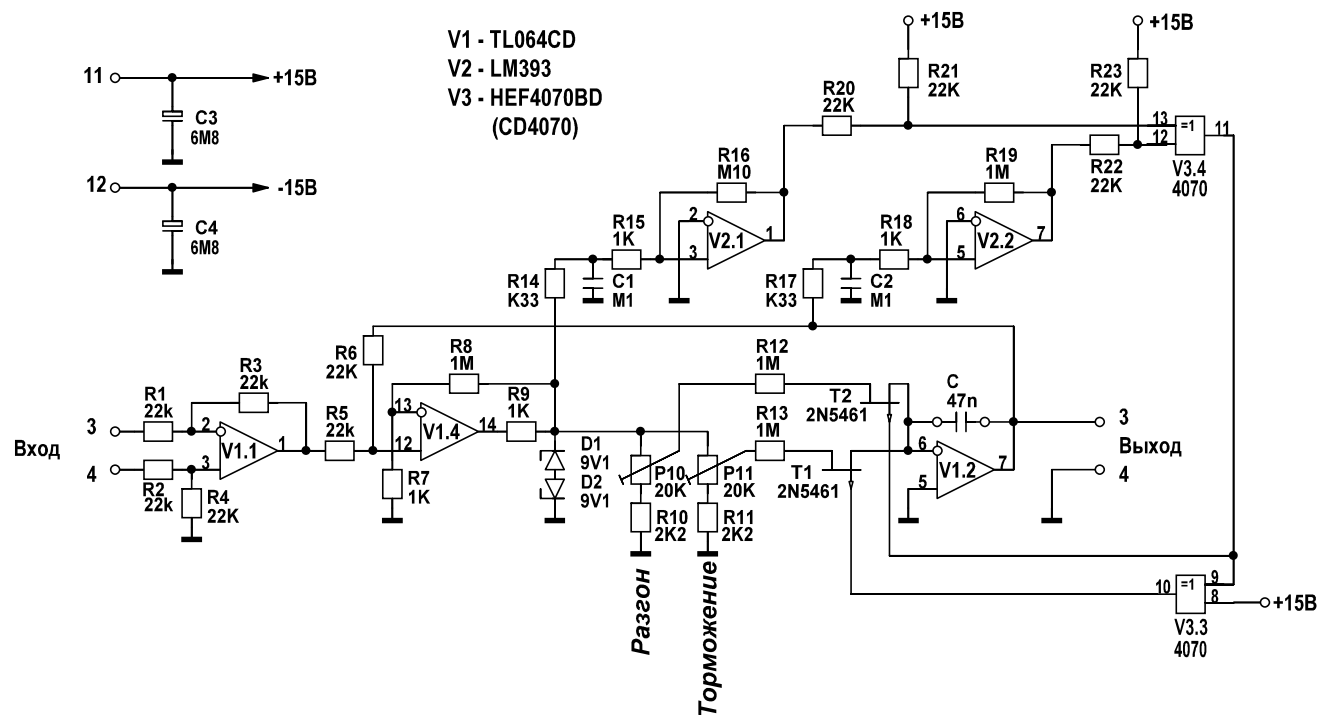 V1 - TL064CD
V2 - LM393
V3 - HEF4070BD
(CD4070)
11
+15В
C3
6M8
12
-15В
C4
6M8
+15В
R21
22K
+15В
R23
22K
R20
22K
13
12
=1
11
V3.4
4070
R22
22K
R16
M10
R15
1K
2
3
V2.1
1
R19
1M
R18
1K
6
5
V2.2
7
R14
K33
C1
M1
R17
K33
C2
M1
Вход
3
4
R1
22k
R2
22k
R3
22k
R4
22K
2
3
V1.1
1
R5
22k
R6
22K
R8
1M
R7
1K
13
12
V1.4
14
R9
1K
D1
9V1
D2
9V1
P10
20K
R10
2K2
P11
20K
R11
2K2
R12
1M
R13
1M
T2
2N5461
T1
2N5461
C
47n
6
5
V1.2
7
3
Выход
4
Разгон
Торможение
10
=1
9
8
+15В
V3.3
4070